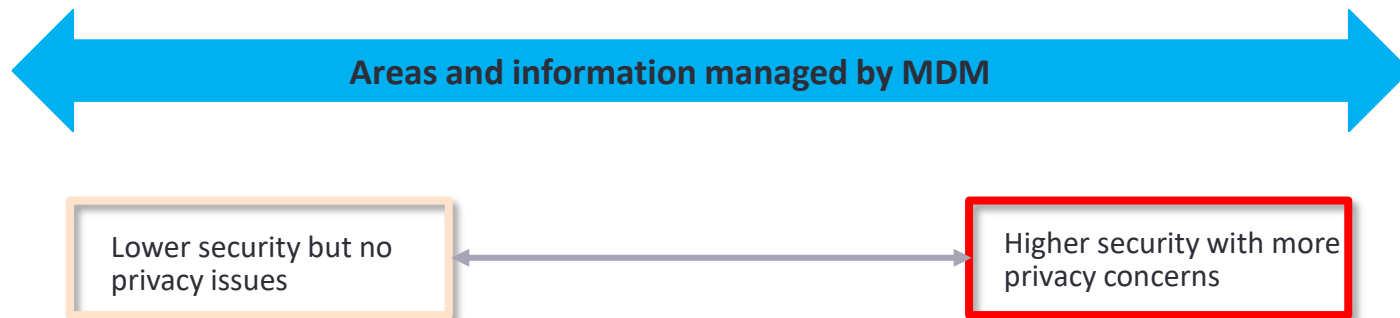 Areas and information managed by MDM
Lower security but no
privacy issues
Higher security with more
privacy concerns